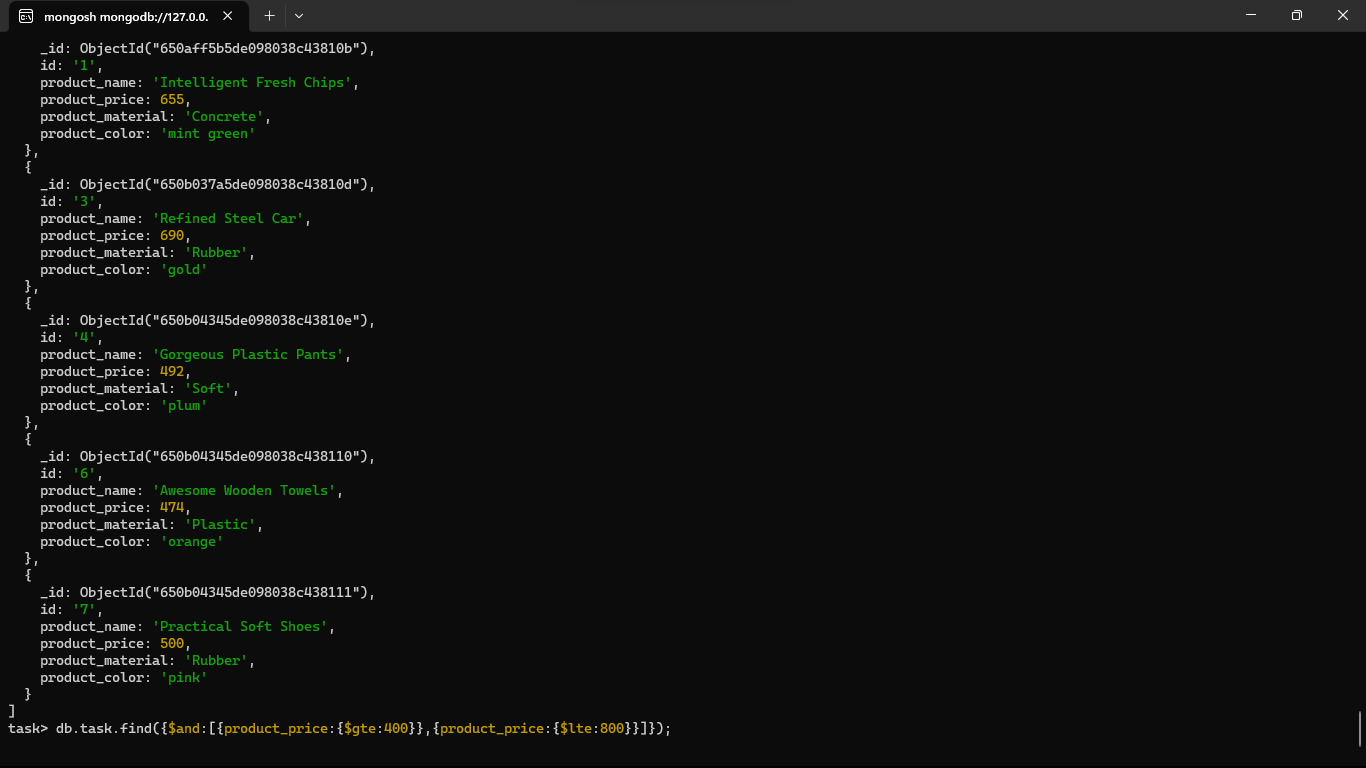 mongosh mongodb://127.0.0.
_id: ObjectId("650aff5b5de098038c43810b"),
id: '1',
product_name: 'Intelligent Fresh Chips',
product_price: 655,
product_material: 'Concrete',
product_color: 'mint green'
},
{
_id: ObjectId("650b037a5de098038c43810d"),
id: '3',
product_name: 'Refined Steel Car',
product_price: 690,
product_material: 'Rubber',
product_color: 'gold'
},
{
_id: ObjectId("650b04345de098038c43810e"),
id: '4',
product_name: 'Gorgeous Plastic Pants',
product_price: 492,
product_material: 'Soft',
product_color: 'plum'
},
{
_id: ObjectId("650b04345de098038c438110"),
id: '6',
product_name: 'Awesome Wooden Towels',
product_price: 474,
product_material: 'Plastic',
product_color: 'orange'
},
{
_id: ObjectId("650b04345de098038c438111"),
id: '7',
product_name: 'Practical Soft Shoes',
product_price: 500,
product_material: 'Rubber',
product_color: 'pink'
}
]
task> db.task.find({$and:[{product_price:{$gte:400}},{product_price:{$lte:800}}]});